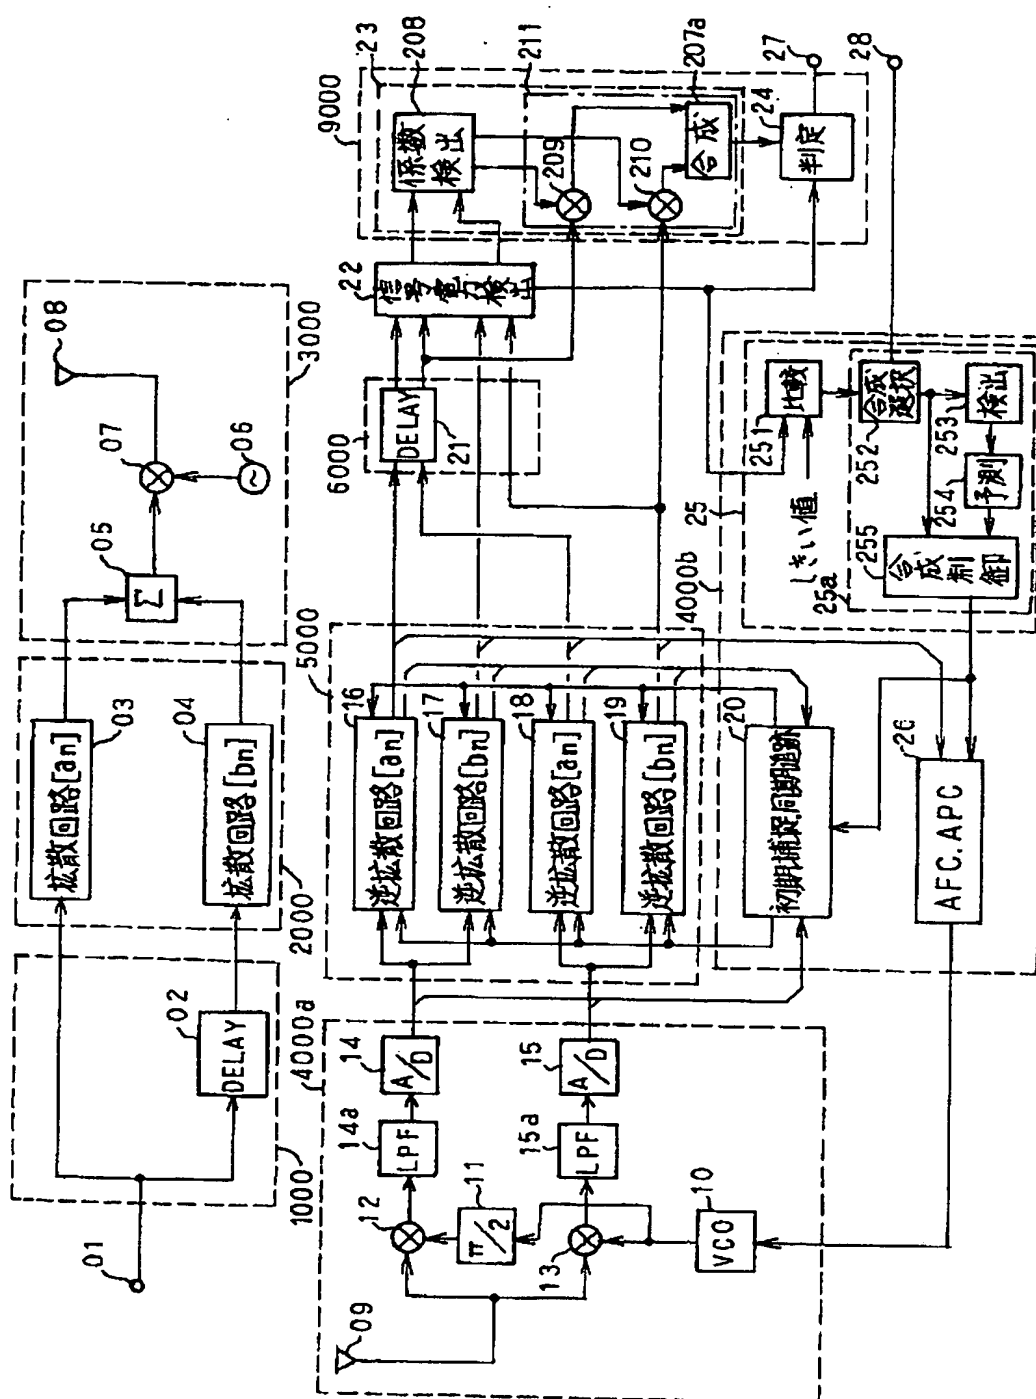 01
1000
02
DELAY
2000
拡散回路[an]
03
拡散回路[bn]
04
3000
05
Σ
07
06
~
08
4000a
09
12
11
π/2
13
10
VCO
14a
LPF
15a
LPF
14
A/D
15
A/D
5000
16
逆拡散回路[an]
17
逆拡散回路[bn]
18
逆拡散回路[an]
19
逆拡散回路[bn]
4000b
20
初期捕捉,同期追跡
26
AFC.APC
6000
DELAY
21
22
信号電力検出
9000
23
208
係数
検出
211
209
210
207a
合成
24
判定
27
28
25
251
比較
しきい値
25a
252
合成
選択
253
検出
254
予測
255
合成制御